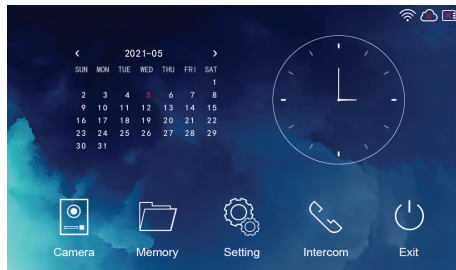 < 2021-05 >
SUN MON TUE WED THU FRI SAT
1
2 3 4 5 6 7 8
9 10 11 12 13 14 15
16 17 18 19 20 21 22
23 24 25 26 27 28 29
30 31
Camera Memory Setting Intercom Exit